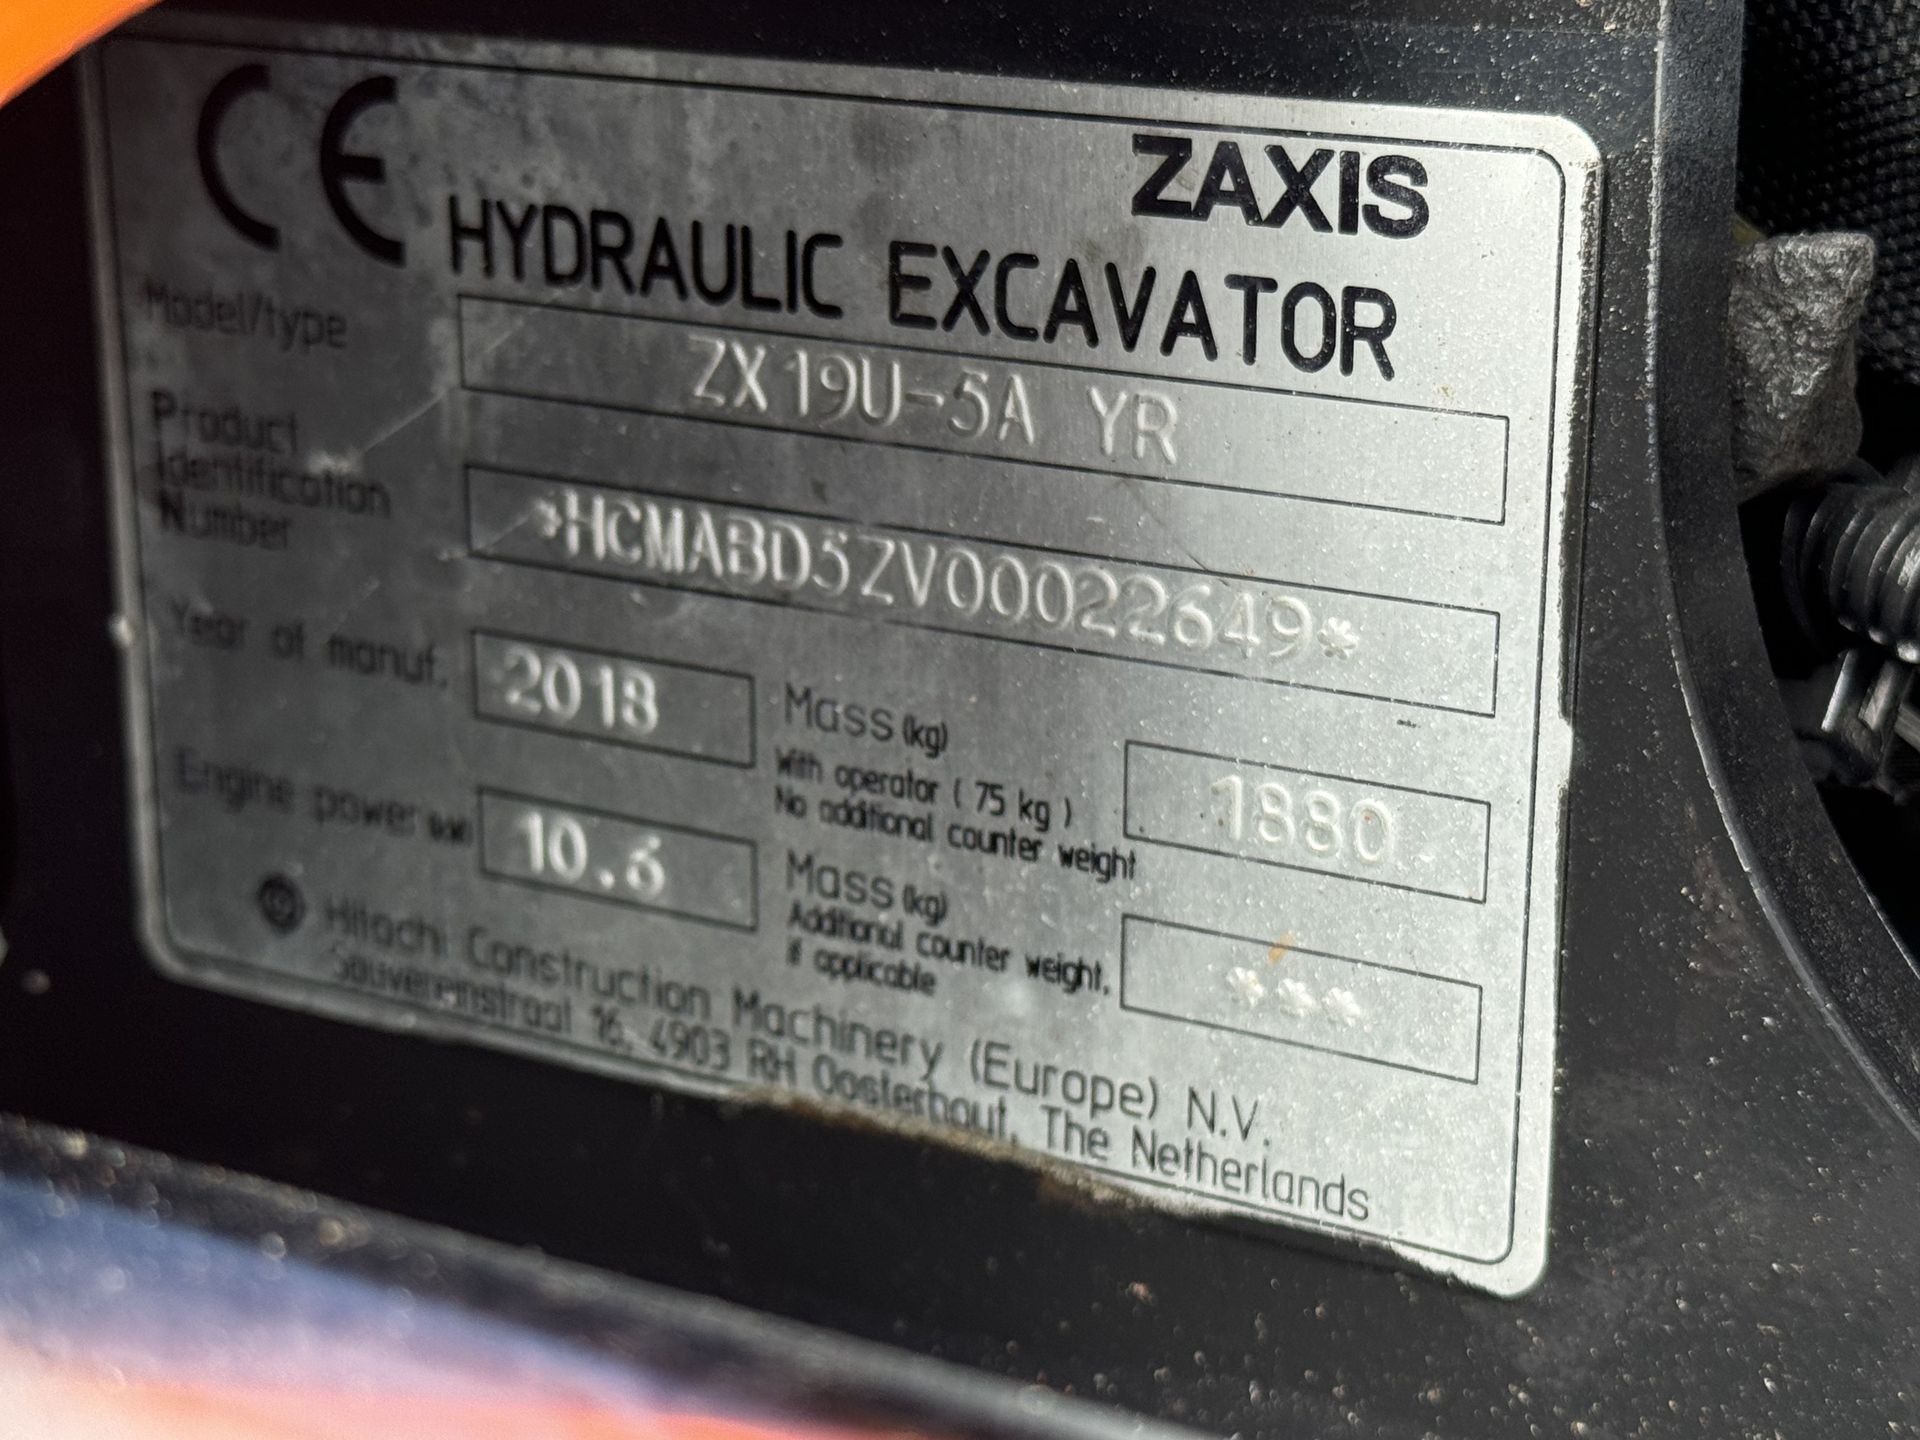 CE
ZAXIS
HYDRAULIC EXCAVATOR
Model/type
ZX19U-5A YR
Product
Identification
Number
*HCMABD5ZV00022649*
Year of manuf.
2018
Mass (kg)
With operator ( 75 kg )
No additional counter weight
1880
Engine power (kW)
10.6
Mass (kg)
Additional counter weight,
if applicable
***
© Hitachi Construction Machinery (Europe) N.V.
Souvereinstraat 16, 4903 RH Oosterhout, The Netherlands